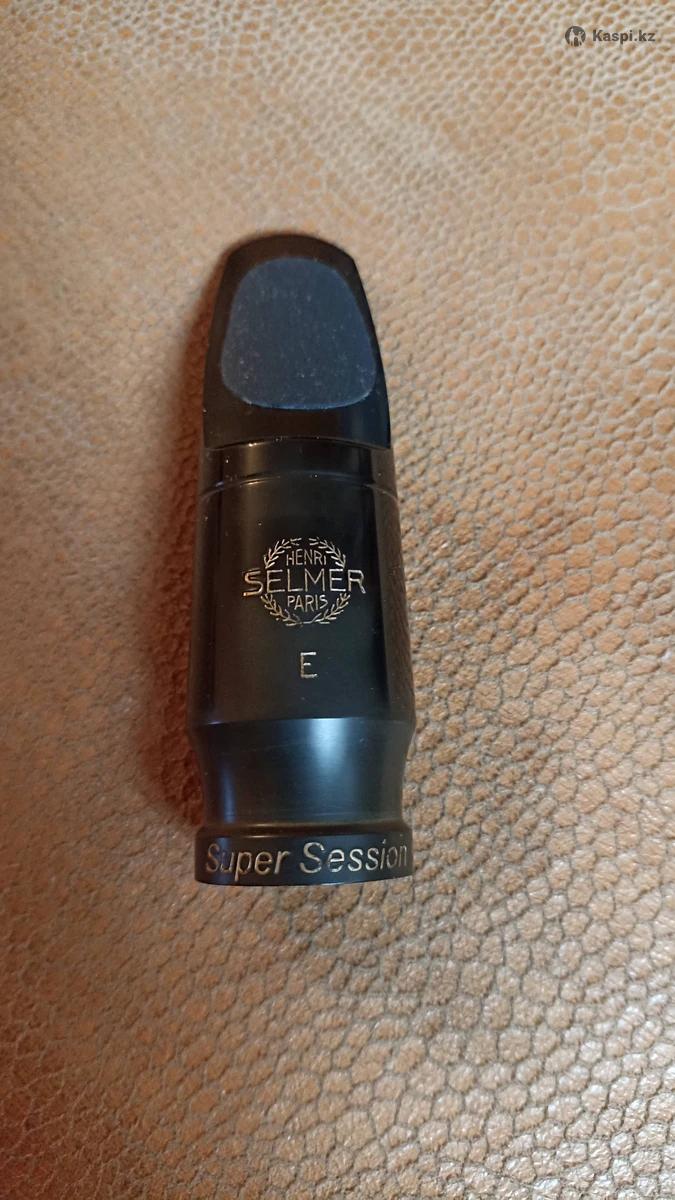 Kaspi.kz
HENRI
SELMER
PARIS
E
Super Session